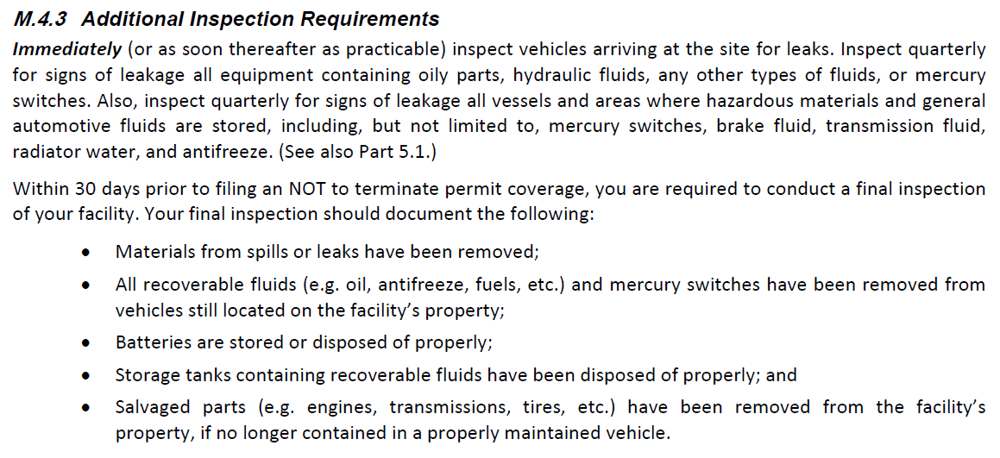 M.4.3 Additional Inspection Requirements
Immediately (or as soon thereafter as practicable) inspect vehicles arriving at the site for leaks. Inspect quarterly
for signs of leakage all equipment containing oily parts, hydraulic fluids, any other types of fluids, or mercury
switches. Also, inspect quarterly for signs of leakage all vessels and areas where hazardous materials and general
automotive fluids are stored, including, but not limited to, mercury switches, brake fluid, transmission fluid,
radiator water, and antifreeze. (See also Part 5.1.)
Within 30 days prior to filing an NOT to terminate permit coverage, you are required to conduct a final inspection
of your facility. Your final inspection should document the following:
• Materials from spills or leaks have been removed;
• All recoverable fluids (e.g. oil, antifreeze, fuels, etc.) and mercury switches have been removed from
vehicles still located on the facility’s property;
• Batteries are stored or disposed of properly;
• Storage tanks containing recoverable fluids have been disposed of properly; and
• Salvaged parts (e.g. engines, transmissions, tires, etc.) have been removed from the facility’s
property, if no longer contained in a properly maintained vehicle.